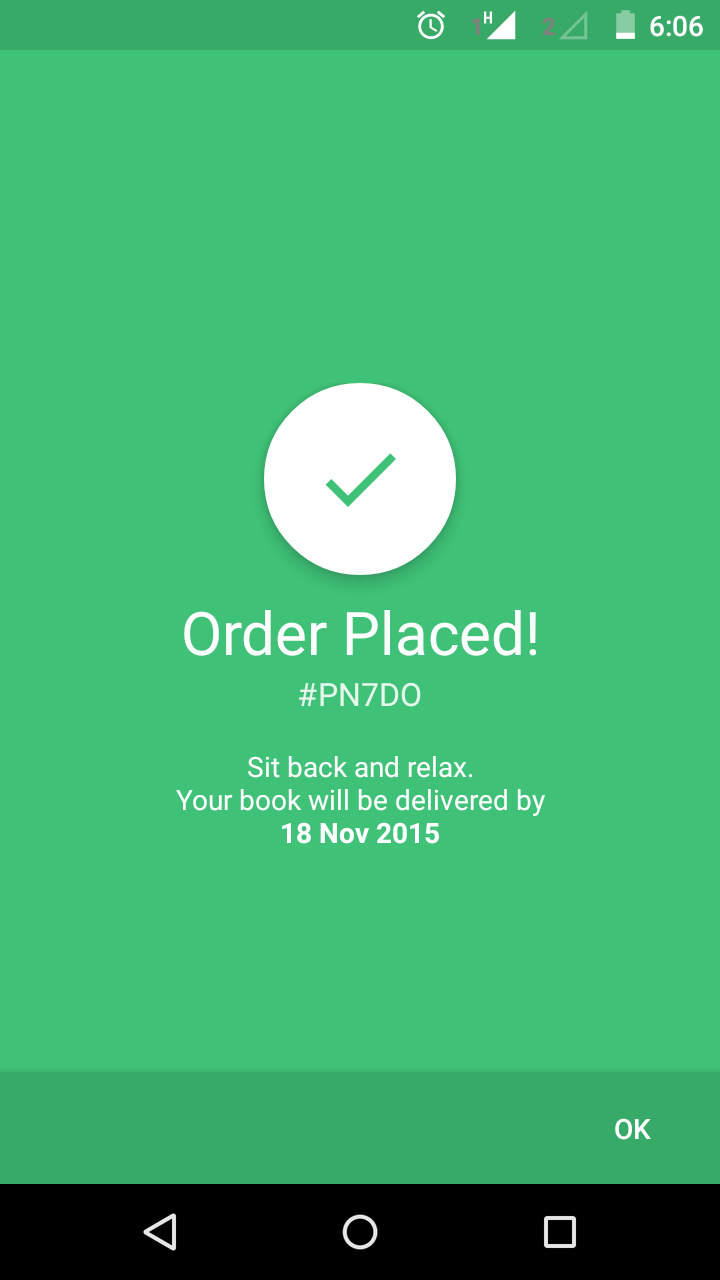 1 H 2 6:06
Order Placed!
#PN7DO
Sit back and relax.
Your book will be delivered by
18 Nov 2015
OK